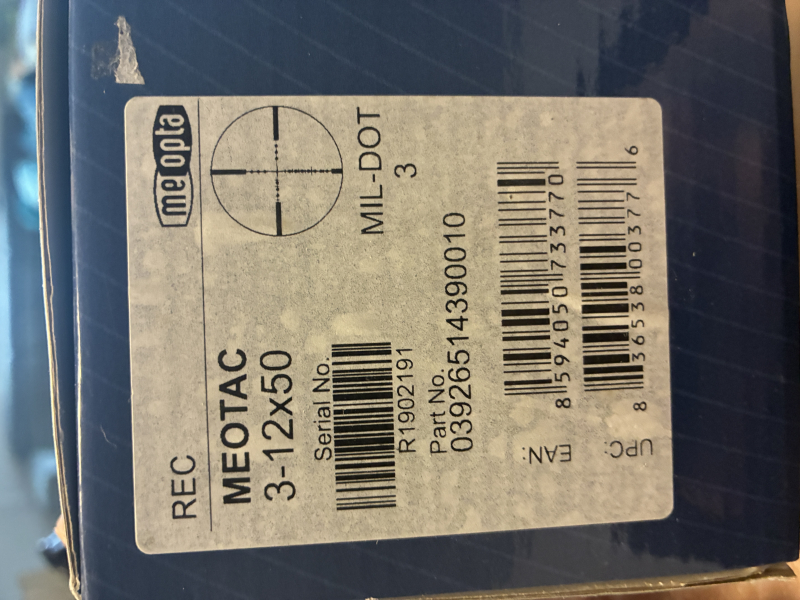 REC
meopta
MEOTAC
3-12x50
MIL-DOT
3
Serial No.
R1902191
Part No.
03926514390010
EAN:
8 594050 733770
UPC:
8 36538 00377 6